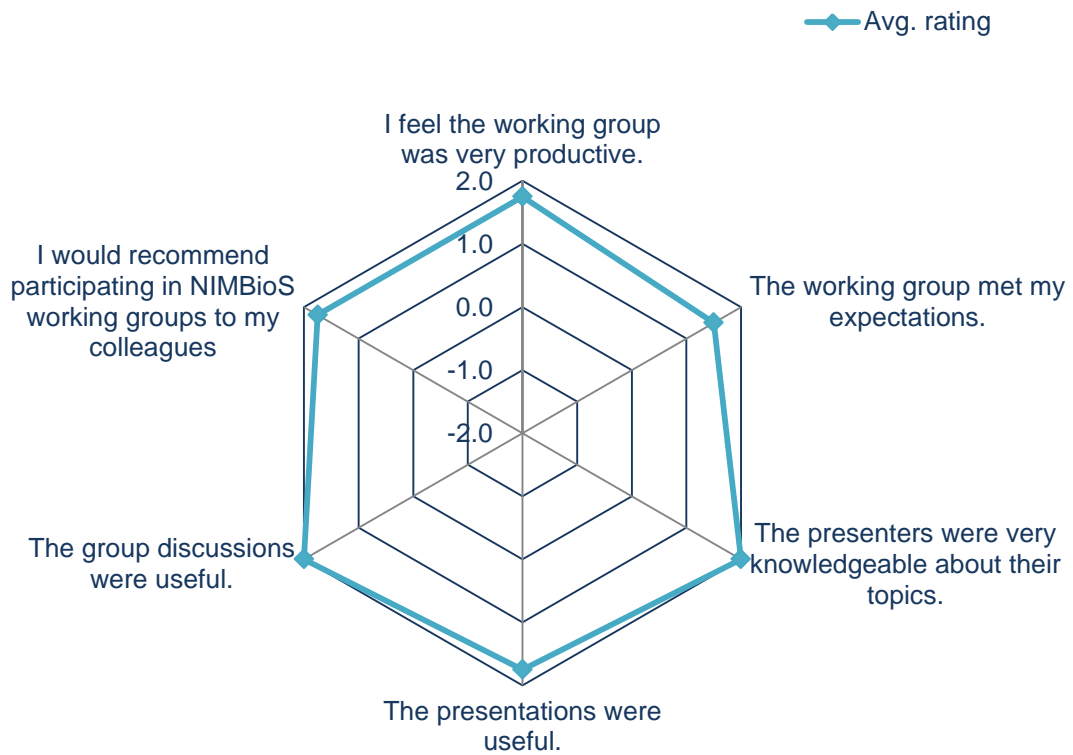 Avg. rating
I feel the working group
was very productive.
2.0
1.0
0.0
-1.0
-2.0
The working group met my
expectations.
The presenters were very
knowledgeable about their
topics.
The presentations were
useful.
The group discussions
were useful.
I would recommend
participating in NIMBioS
working groups to my
colleagues